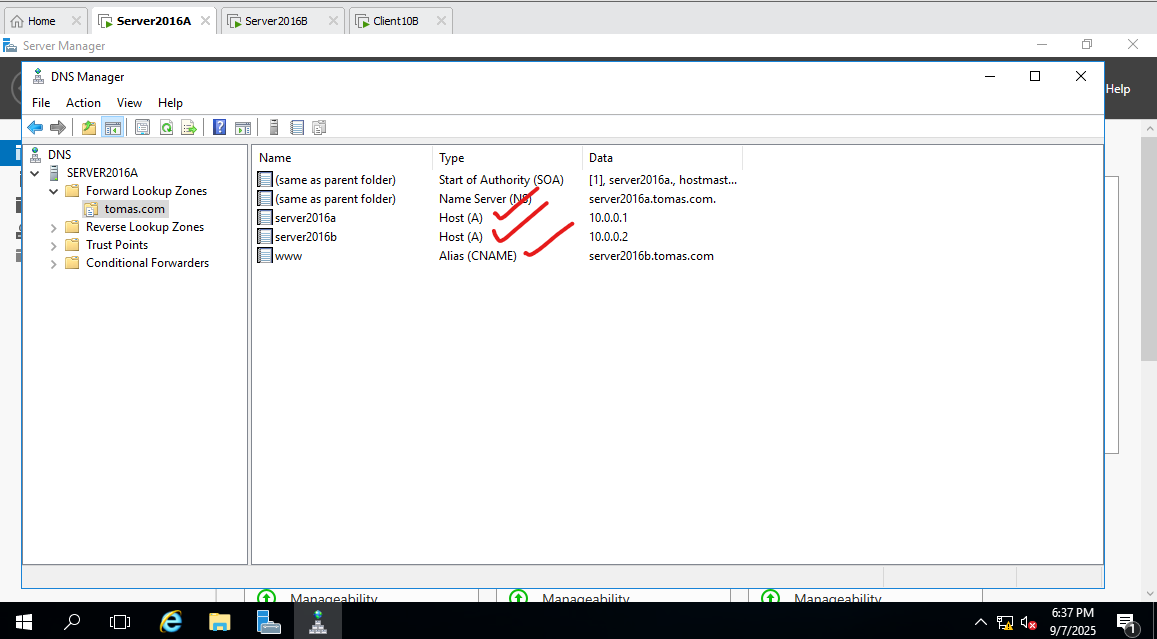 Home Server2016A Server2016B Client10B
Server Manager
DNS Manager
Help
File Action View Help
DNS
SERVER2016A
Forward Lookup Zones
tomas.com
Reverse Lookup Zones
Trust Points
Conditional Forwarders
Name Type Data
(same as parent folder) Start of Authority (SOA) [1], server2016a., hostmast...
(same as parent folder) Name Server (NS) server2016a.tomas.com.
server2016a Host (A) 10.0.0.1
server2016b Host (A) 10.0.0.2
www Alias (CNAME) server2016b.tomas.com
Manageability Manageability Manageability
6:37 PM
9/7/2025
1